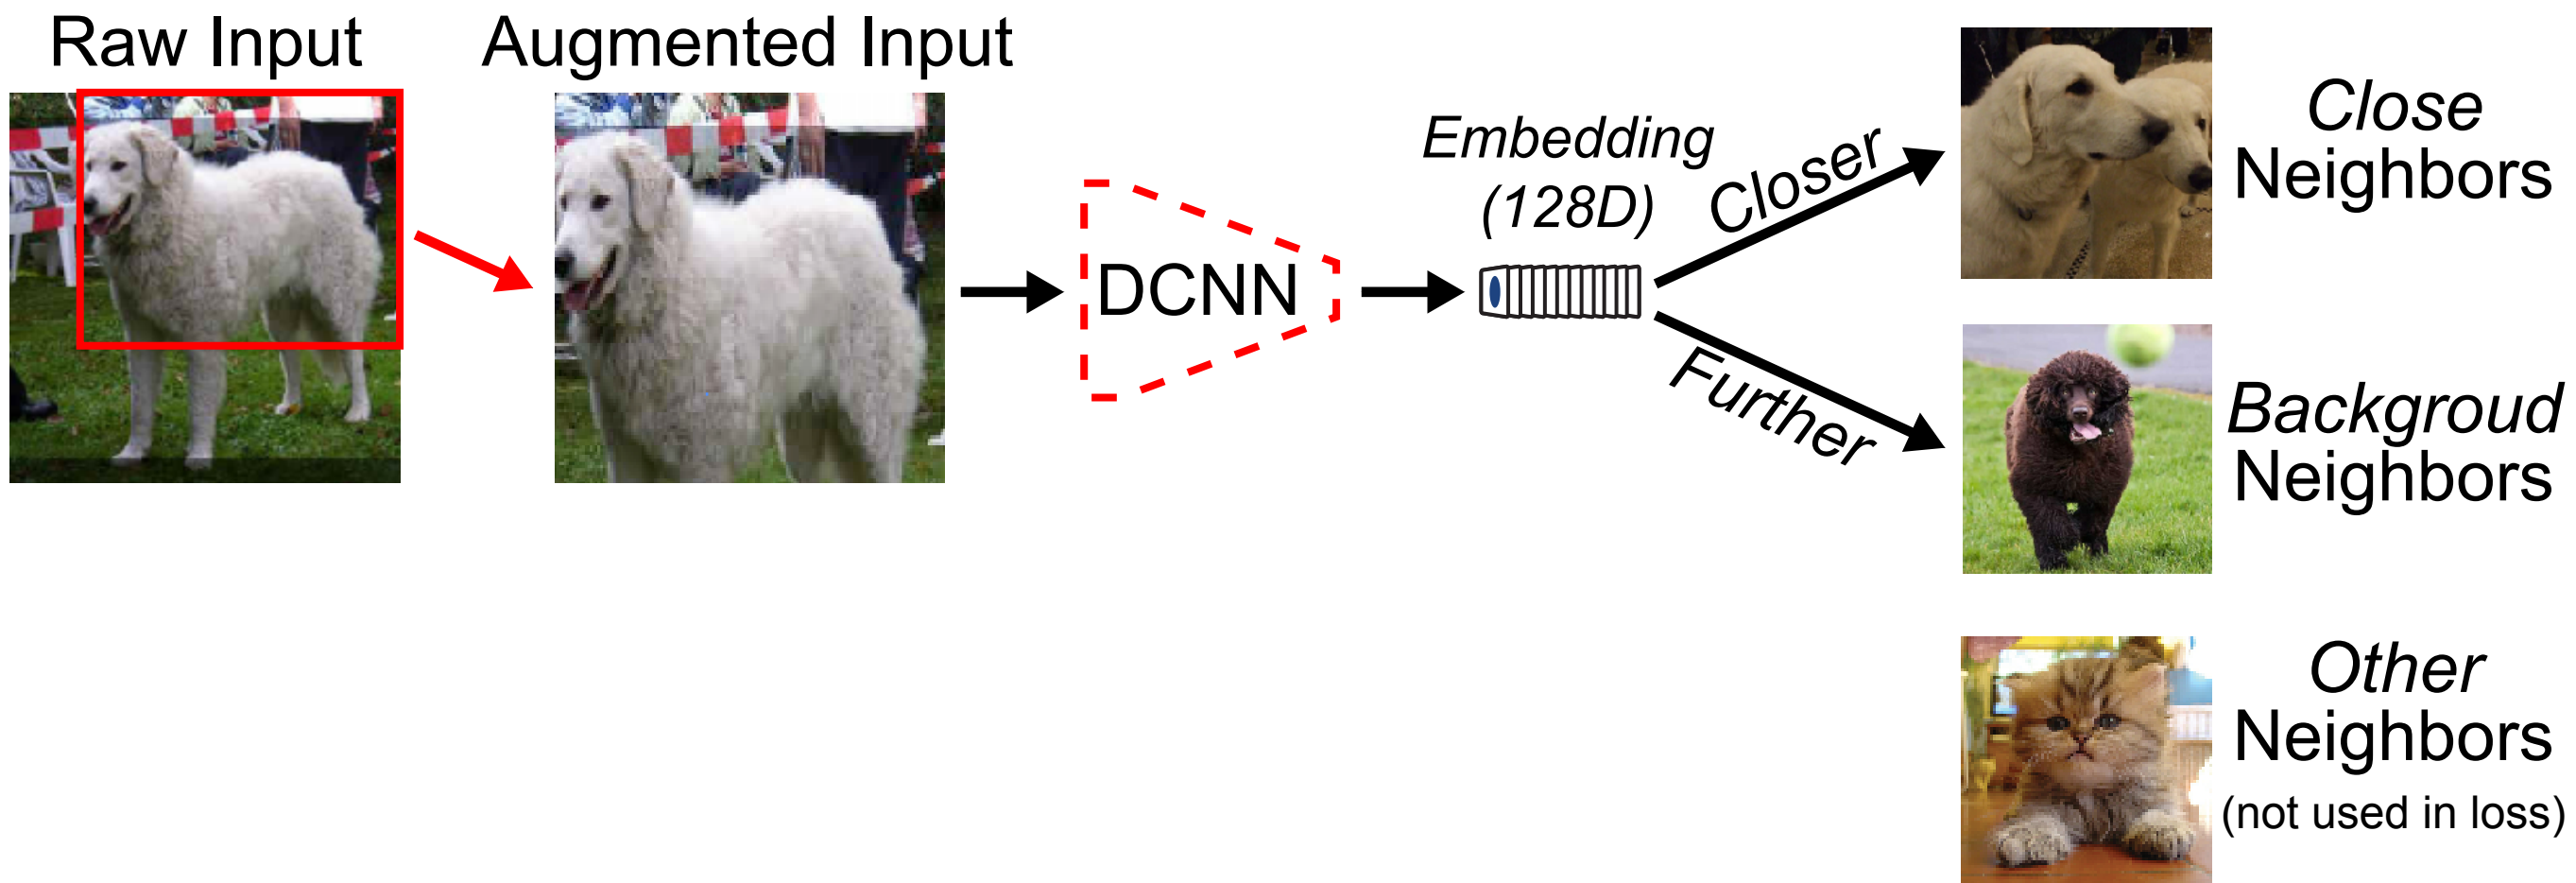 Raw Input
Augmented Input
DCNN
Embedding
(128D)
Closer
Further
Close
Neighbors
Backgroud
Neighbors
Other
Neighbors
(not used in loss)